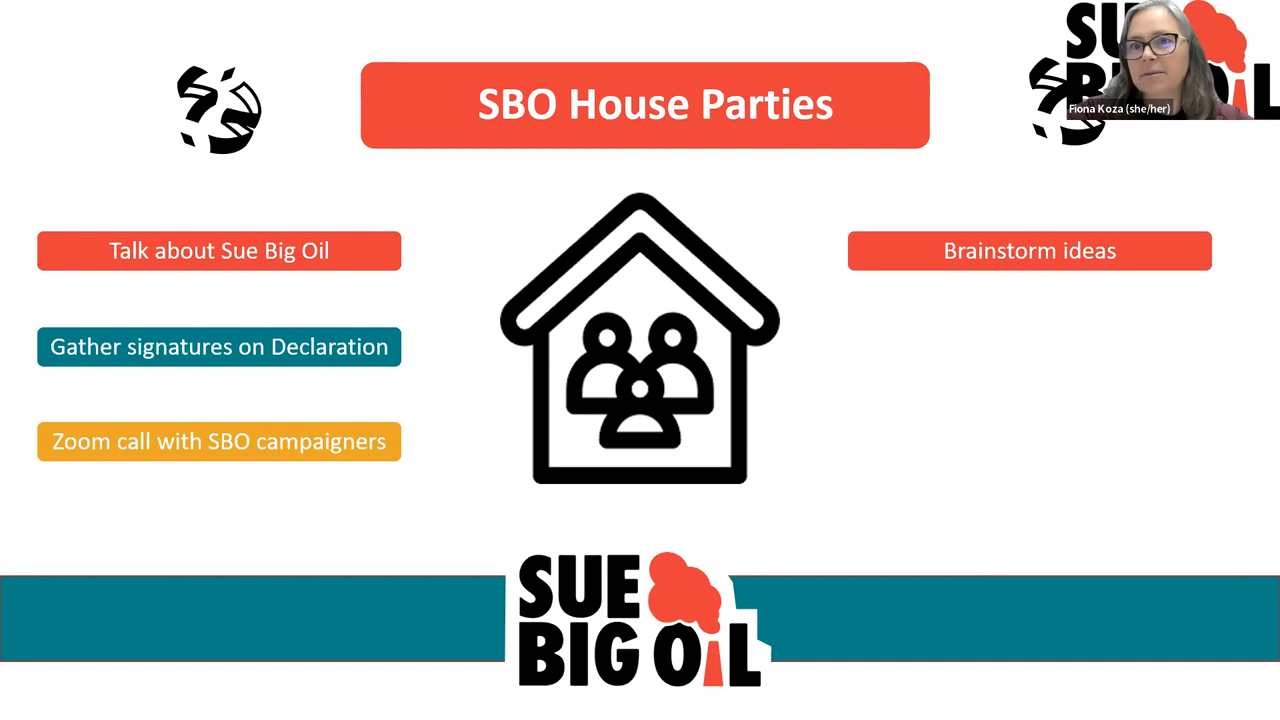 SBO House Parties
Fiona Koza (she/her)
Talk about Sue Big Oil
Brainstorm ideas
Gather signatures on Declaration
Zoom call with SBO campaigners
SUE
BIG OiL